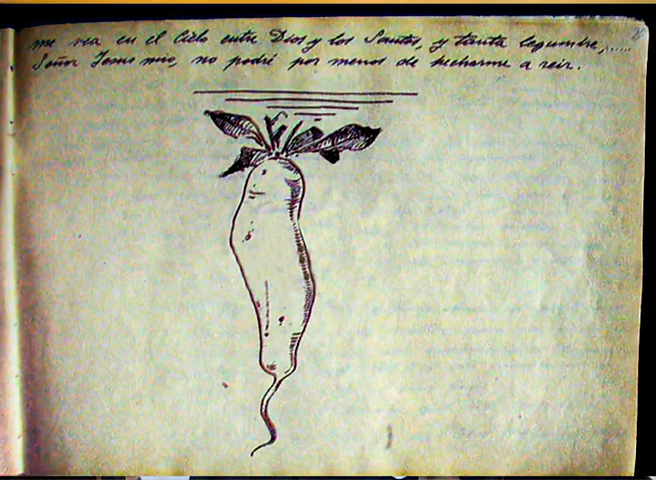 me vea en el Cielo entre Dios y los Santos, y tanta legumbre,.....
Señor Jesus mio, no podré por menos de hecharme a reir.